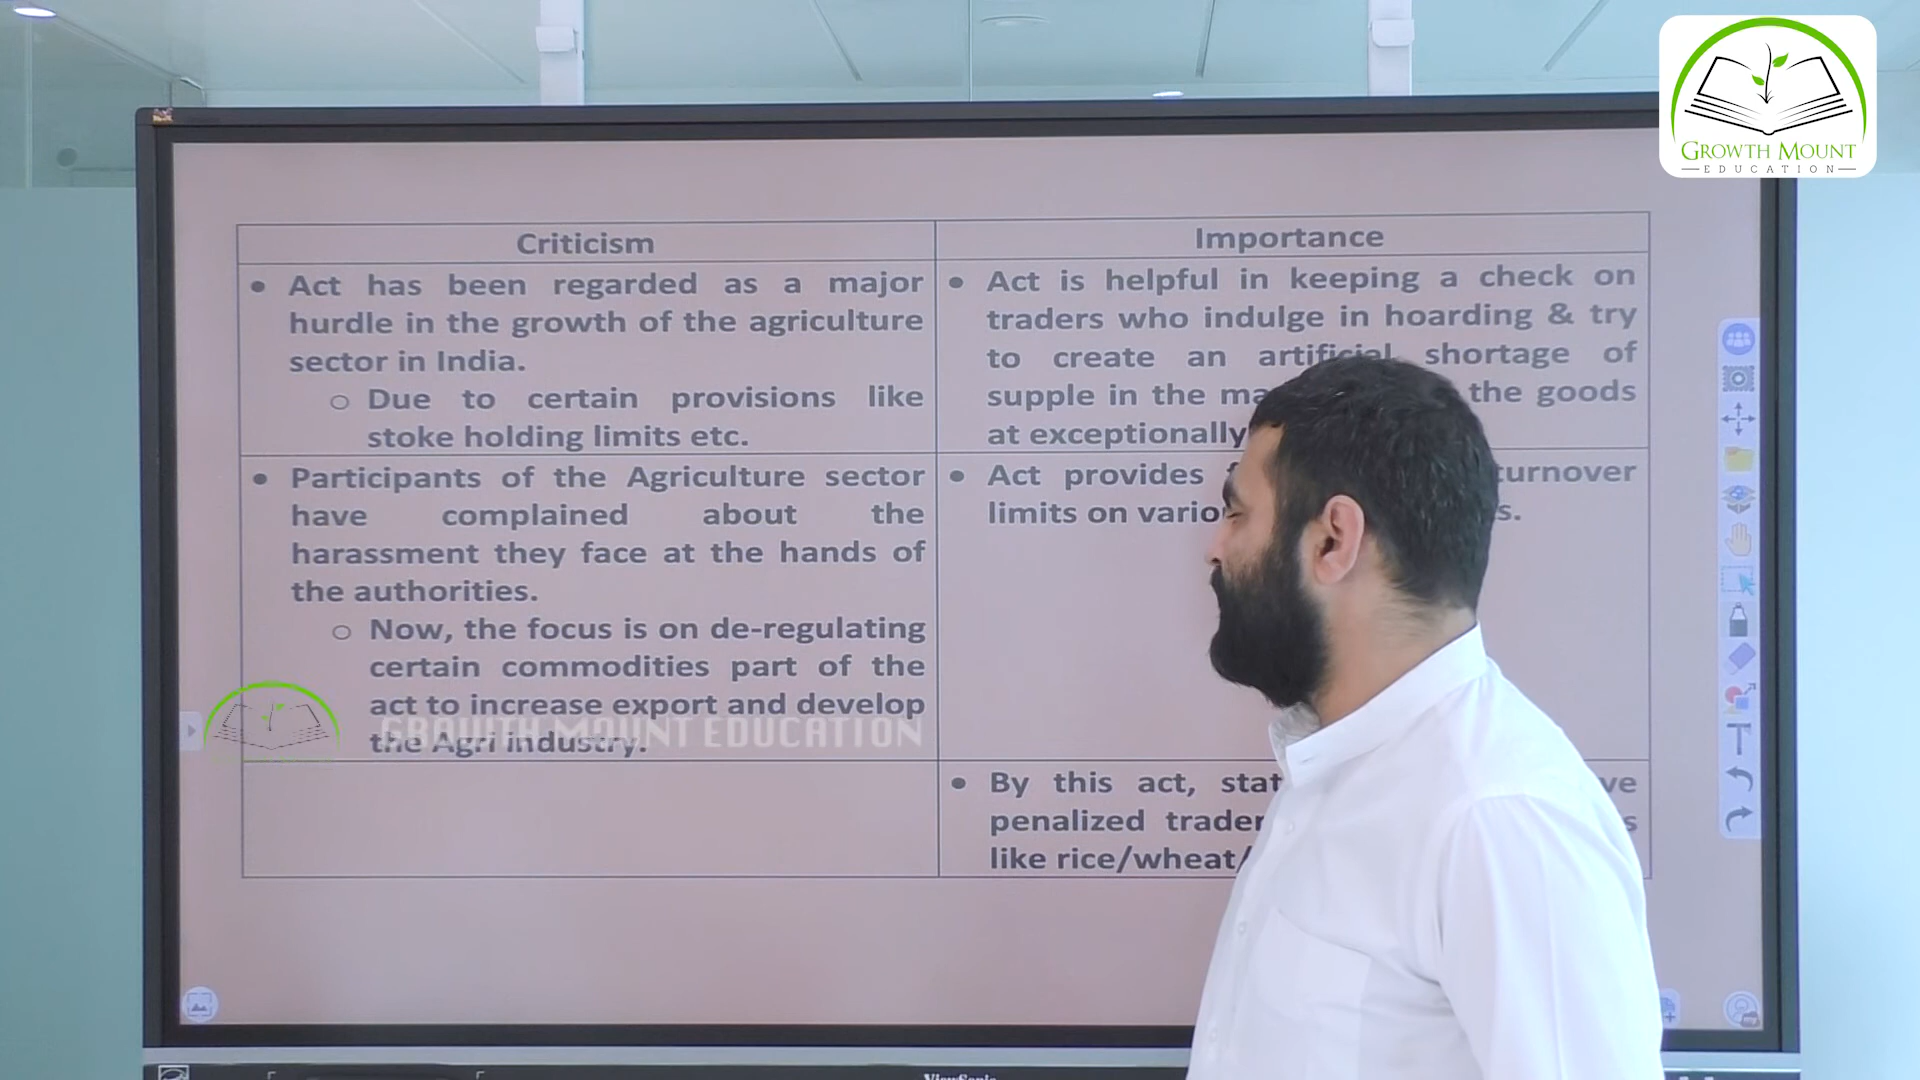 GROWTH MOUNT
EDUCATION
Criticism
Importance
• Act has been regarded as a major
hurdle in the growth of the agriculture
sector in India.
○ Due to certain provisions like
stoke holding limits etc.
• Act is helpful in keeping a check on
traders who indulge in hoarding & try
to create an artificial shortage of
supple in the the goods
at exceptionally
• Participants of the Agriculture sector
have complained about the
harassment they face at the hands of
the authorities.
○ Now, the focus is on de-regulating
certain commodities part of the
act to increase export and develop
the Agri industry.
• Act provides turnover
limits on
GROWTH MOUNT EDUCATION
• By this act,
penalized
like rice/wheat/
ViewSonic